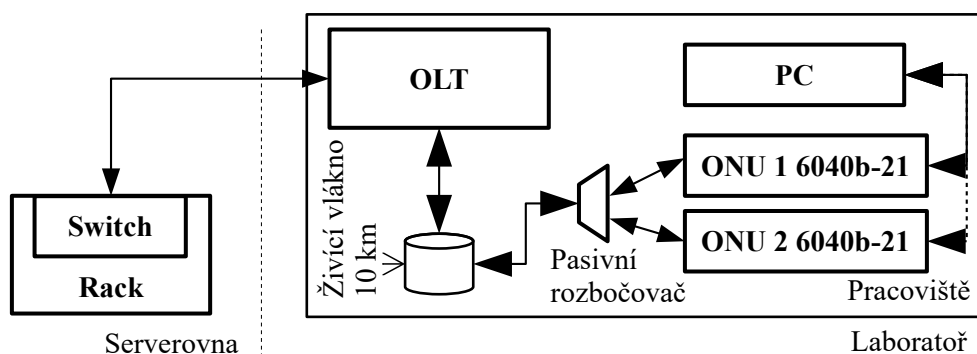 OLT
PC
ONU 1 6040b-21
ONU 2 6040b-21
Živící vlákno
10 km
Switch
Rack
Pasivní
rozbočovač
Pracoviště
Serverovna
Laboratoř